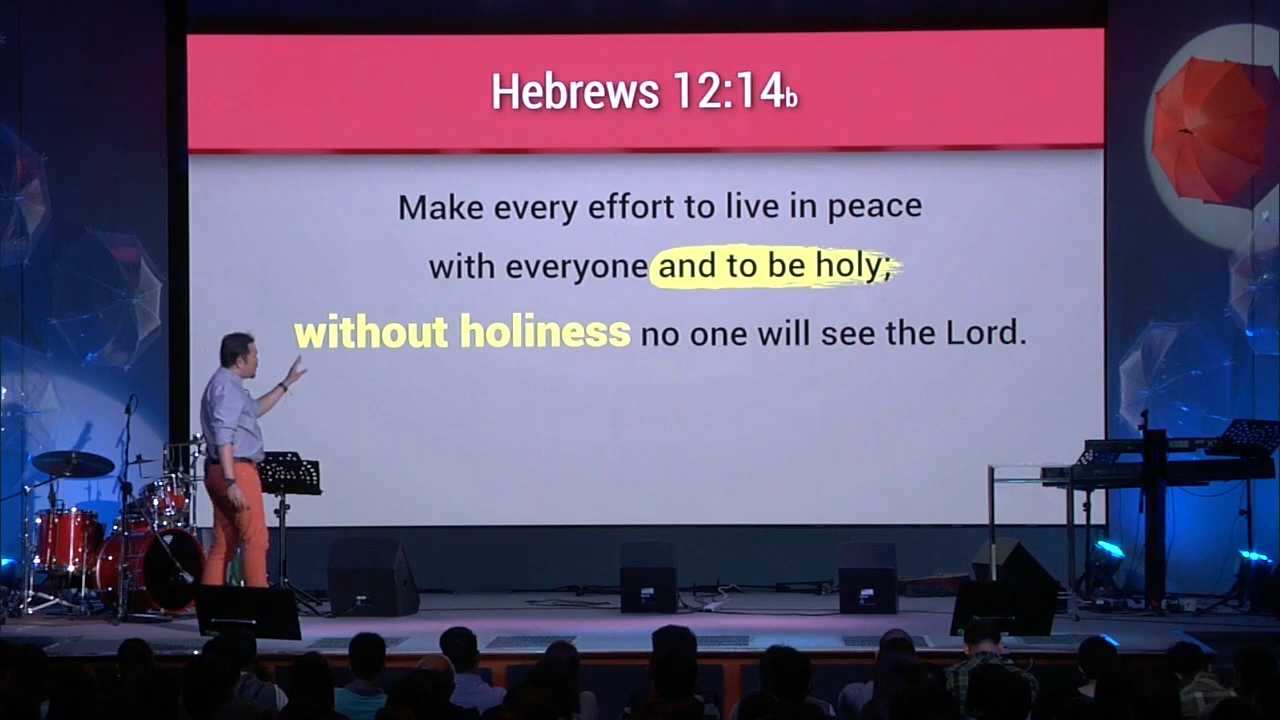 Hebrews 12:14b
Make every effort to live in peace
with everyone and to be holy;
without holiness no one will see the Lord.
KORG